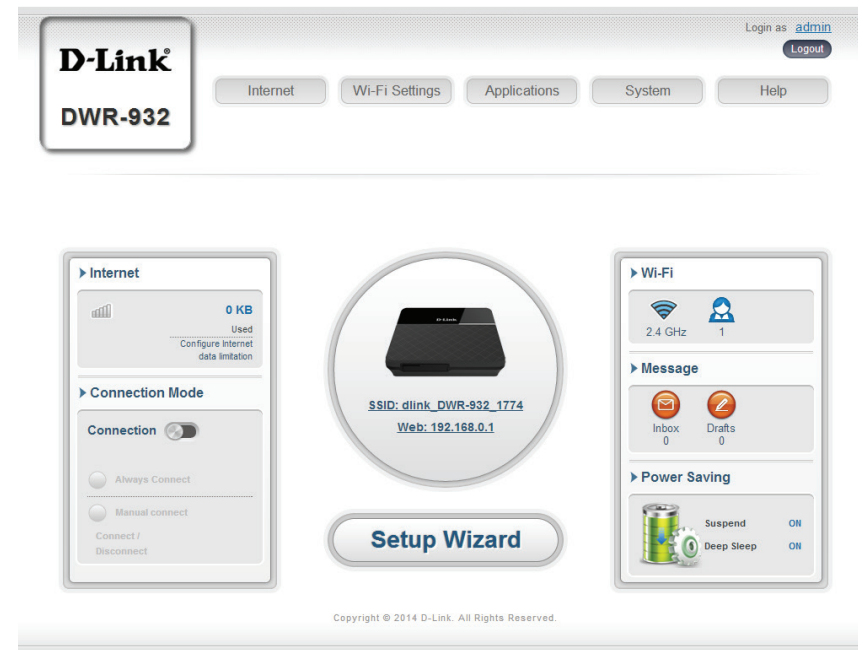 Login as admin
Logout
D-Link
DWR-932
Internet
Wi-Fi Settings
Applications
System
Help
Internet
0 KB
Used
Configure Internet
data limitation
Connection Mode
Connection
Always Connect
Manual connect
Connect /
Disconnect
D-Link
SSID: dlink_DWR-932_1774
Web: 192.168.0.1
Setup Wizard
Wi-Fi
2.4 GHz
1
Message
Inbox
0
Drafts
0
Power Saving
Suspend ON
Deep Sleep ON
Copyright © 2014 D-Link. All Rights Reserved.